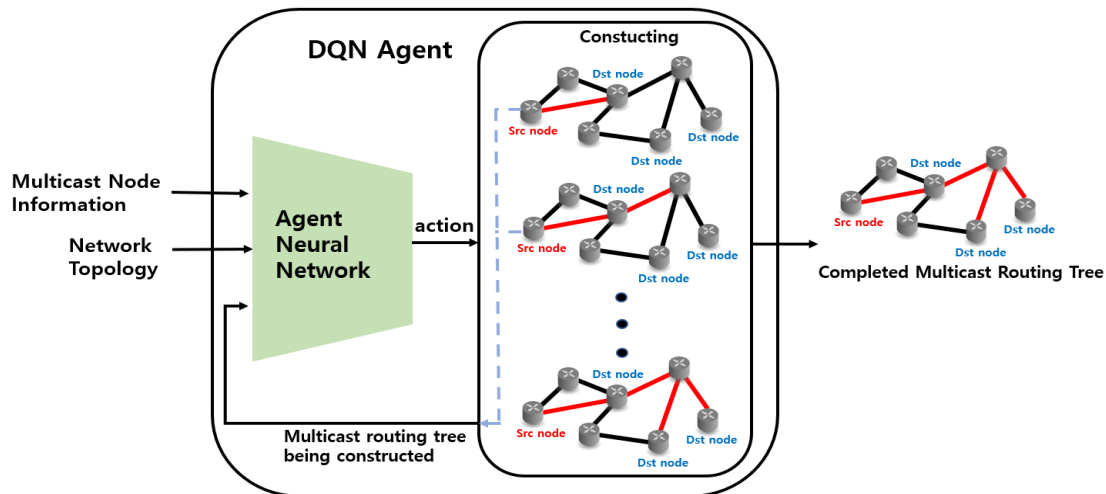 DQN Agent
Constucting
Multicast Node
Information
Network
Topology
Agent
Neural
Network
action
Dst node
Src node
Dst node
Dst node
Dst node
Src node
Dst node
Dst node
Dst node
Src node
Dst node
Dst node
Multicast routing tree
being constructed
Dst node
Src node
Dst node
Dst node
Completed Multicast Routing Tree